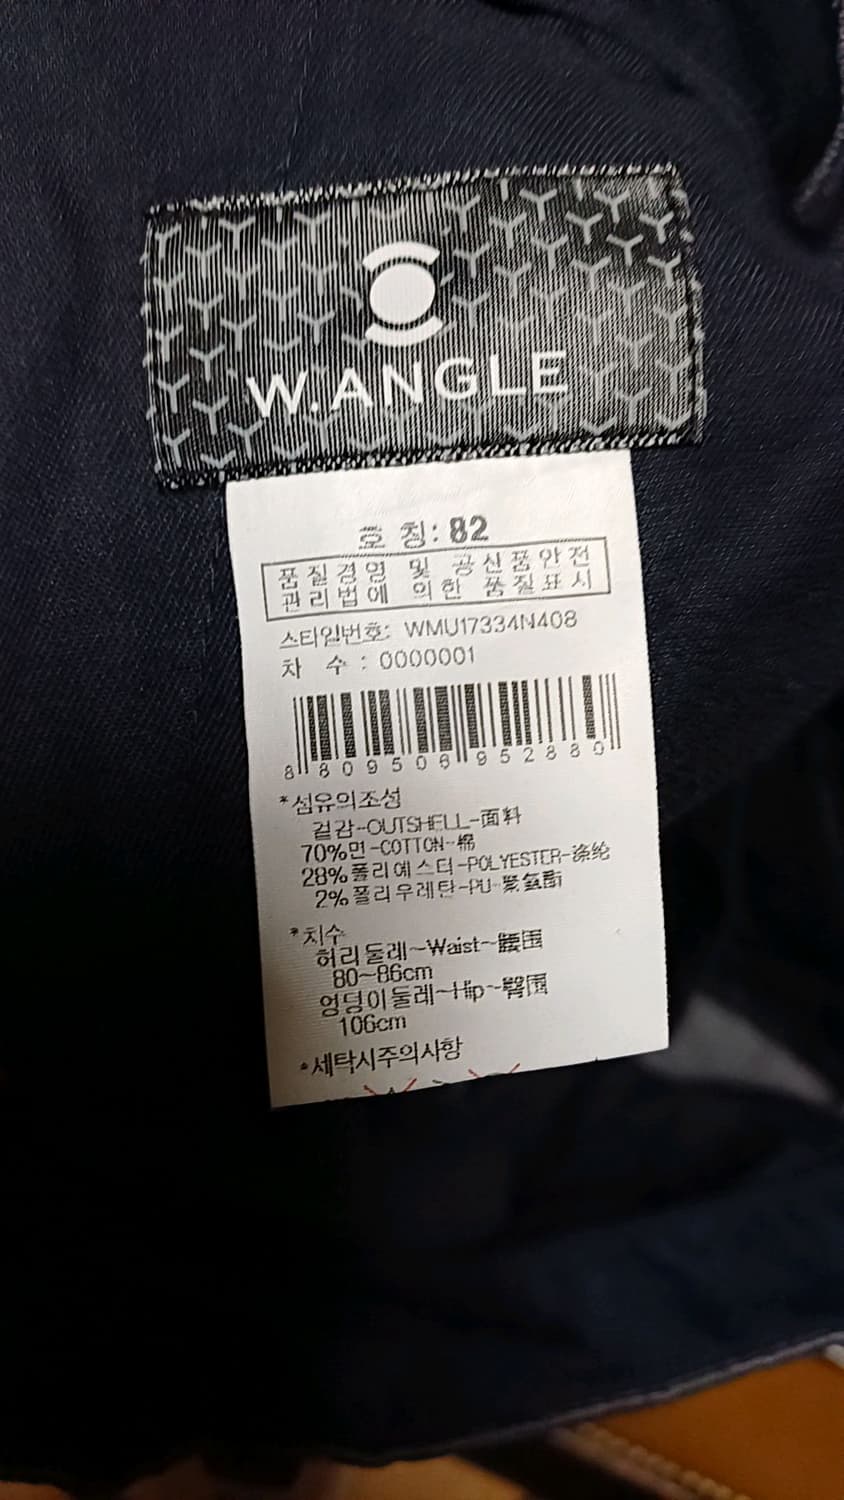 W.ANGLE
호 칭: 82
품질경영 및 공산품안전
관리법에 의한 품질표시
스타일번호: WMU17334N408
차 수 : 0000001
8 809506 952880
*섬유의조성
겉감-OUTSHELL-面料
70%면-COTTON-棉
28%폴리에스터-POLYESTER-涤纶
2%폴리우레탄-PU-聚氨酯
*치수
허리둘레~Waist~腰围
80~86cm
엉덩이둘레~Hip~臀围
106cm
*세탁시주의사항